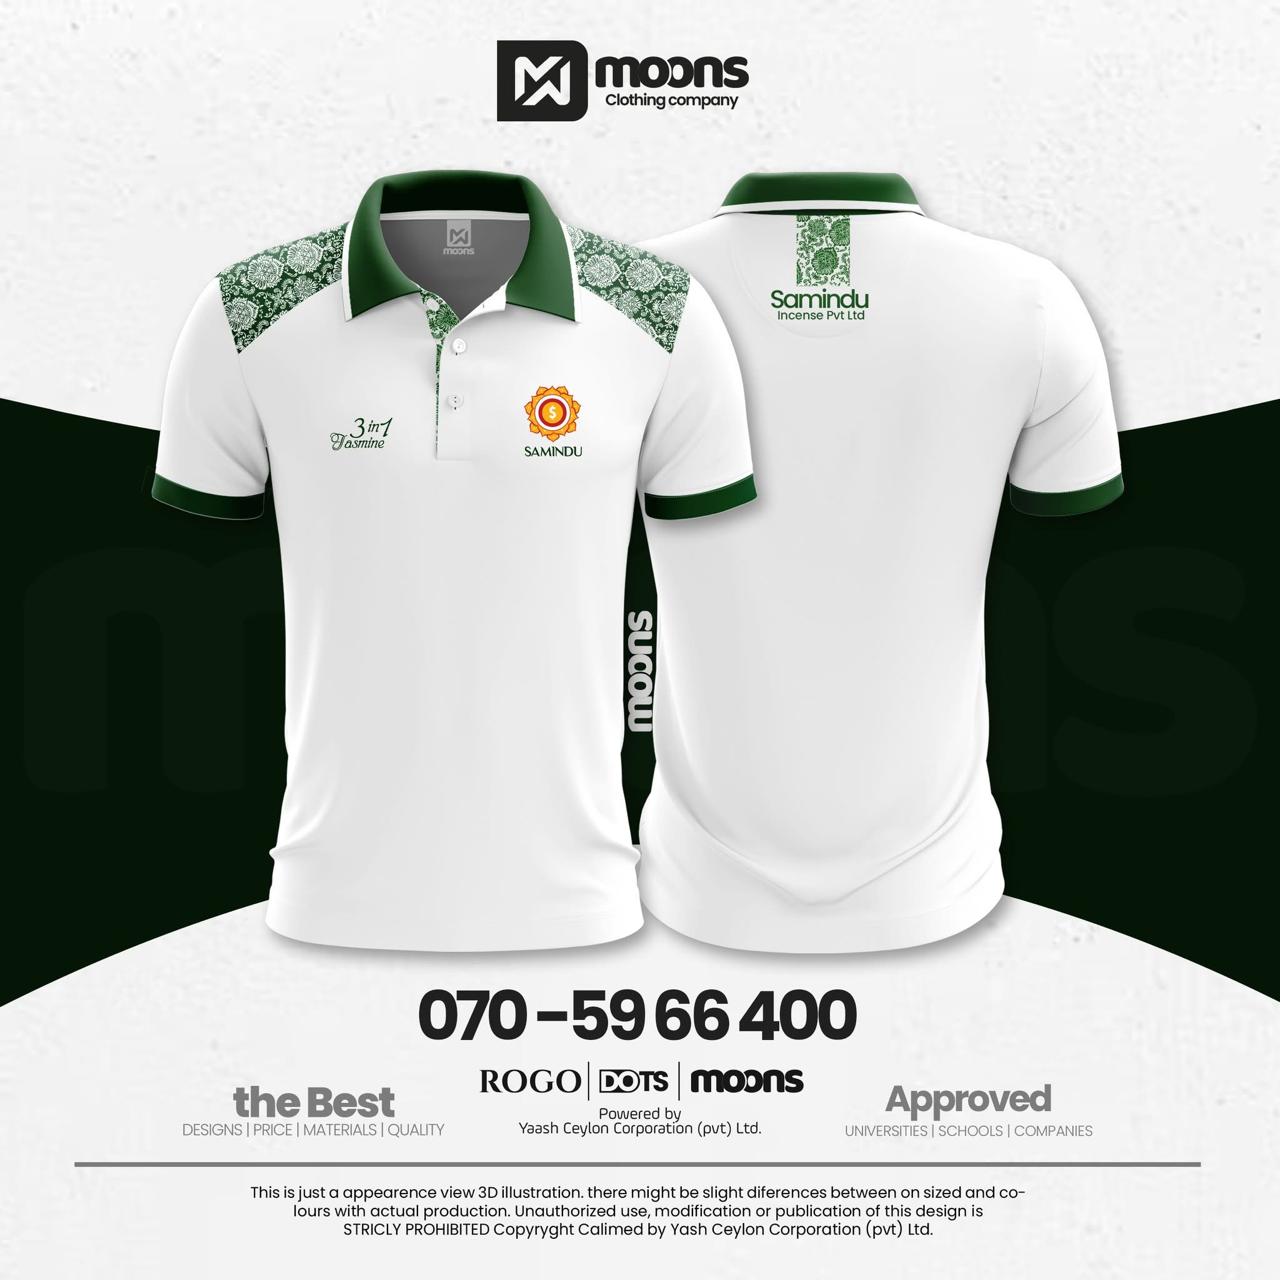 moons
Clothing company
moons
3 in 1
Jasmine
$
SAMINDU
Samindu
Incense Pvt Ltd
moons
moons
070 – 59 66 400
ROGO | DOTS | moons
Powered by
Yaash Ceylon Corporation (pvt) Ltd.
the Best
DESIGNS | PRICE | MATERIALS | QUALITY
Approved
UNIVERSITIES | SCHOOLS | COMPANIES
This is just a appearence view 3D illustration. there might be slight diferences between on sized and co-
lours with actual production. Unauthorized use, modification or publication of this design is
STRICLY PROHIBITED Copyryght Calimed by Yash Ceylon Corporation (pvt) Ltd.